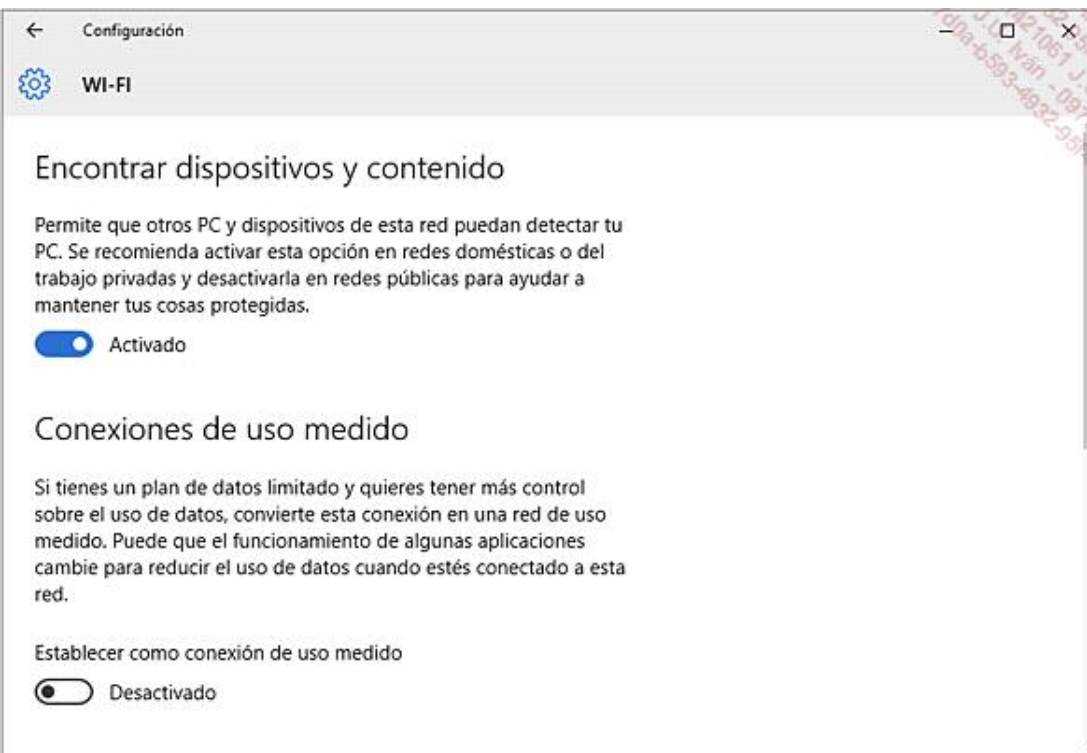 Configuración
WI-FI
Encontrar dispositivos y contenido
Permite que otros PC y dispositivos de esta red puedan detectar tu
PC. Se recomienda activar esta opción en redes domésticas o del
trabajo privadas y desactivarla en redes públicas para ayudar a
mantener tus cosas protegidas.
Activado
Conexiones de uso medido
Si tienes un plan de datos limitado y quieres tener más control
sobre el uso de datos, convierte esta conexión en una red de uso
medido. Puede que el funcionamiento de algunas aplicaciones
cambie para reducir el uso de datos cuando estés conectado a esta
red.
Establecer como conexión de uso medido
Desactivado